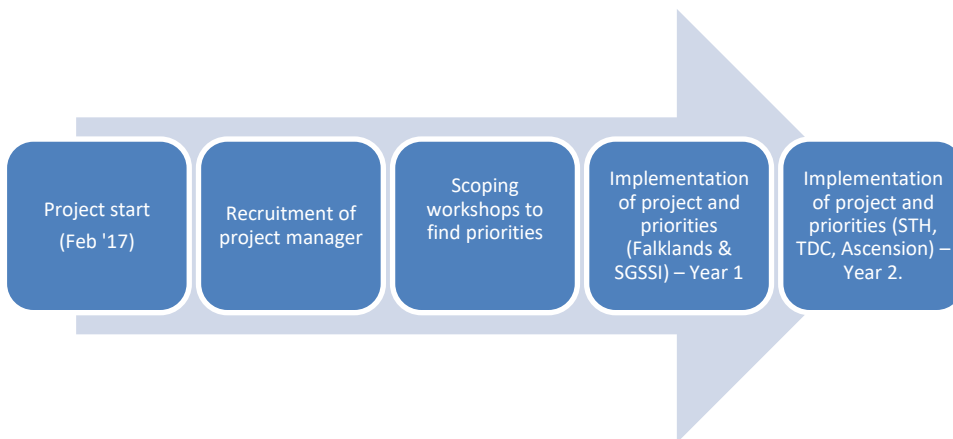 Project start
(Feb '17)
Recruitment of
project manager
Scoping
workshops to
find priorities
Implementation
of project and
priorities
(Falklands &
SGSSI) – Year 1
Implementation
of project and
priorities (STH,
TDC, Ascension) –
Year 2.